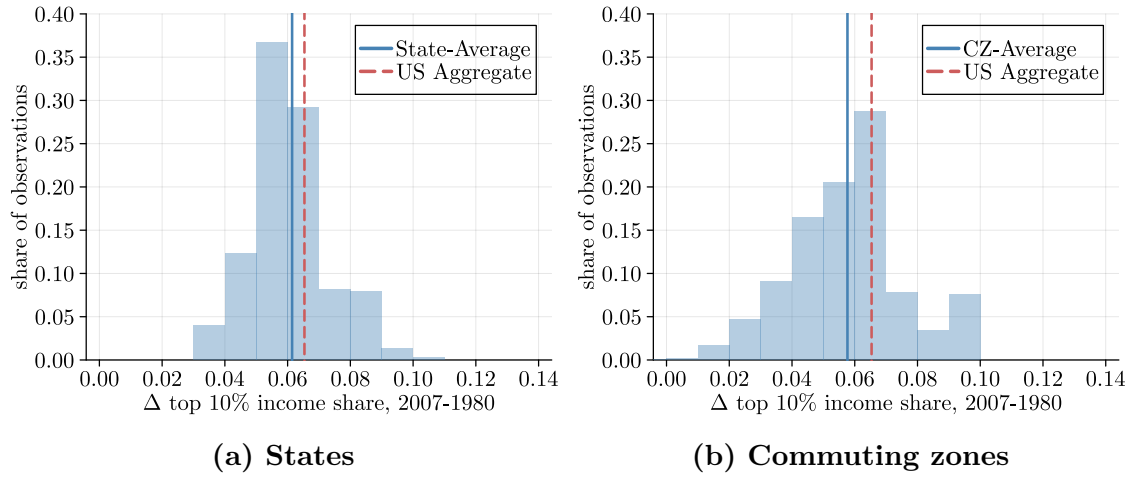 0.40
0.35
0.30
0.25
0.20
0.15
0.10
0.05
0.00
share of observations
State-Average
US Aggregate
0.00 0.02 0.04 0.06 0.08 0.10 0.12 0.14
Δ top 10% income share, 2007-1980
(a) States
0.40
0.35
0.30
0.25
0.20
0.15
0.10
0.05
0.00
share of observations
CZ-Average
US Aggregate
0.00 0.02 0.04 0.06 0.08 0.10 0.12 0.14
Δ top 10% income share, 2007-1980
(b) Commuting zones